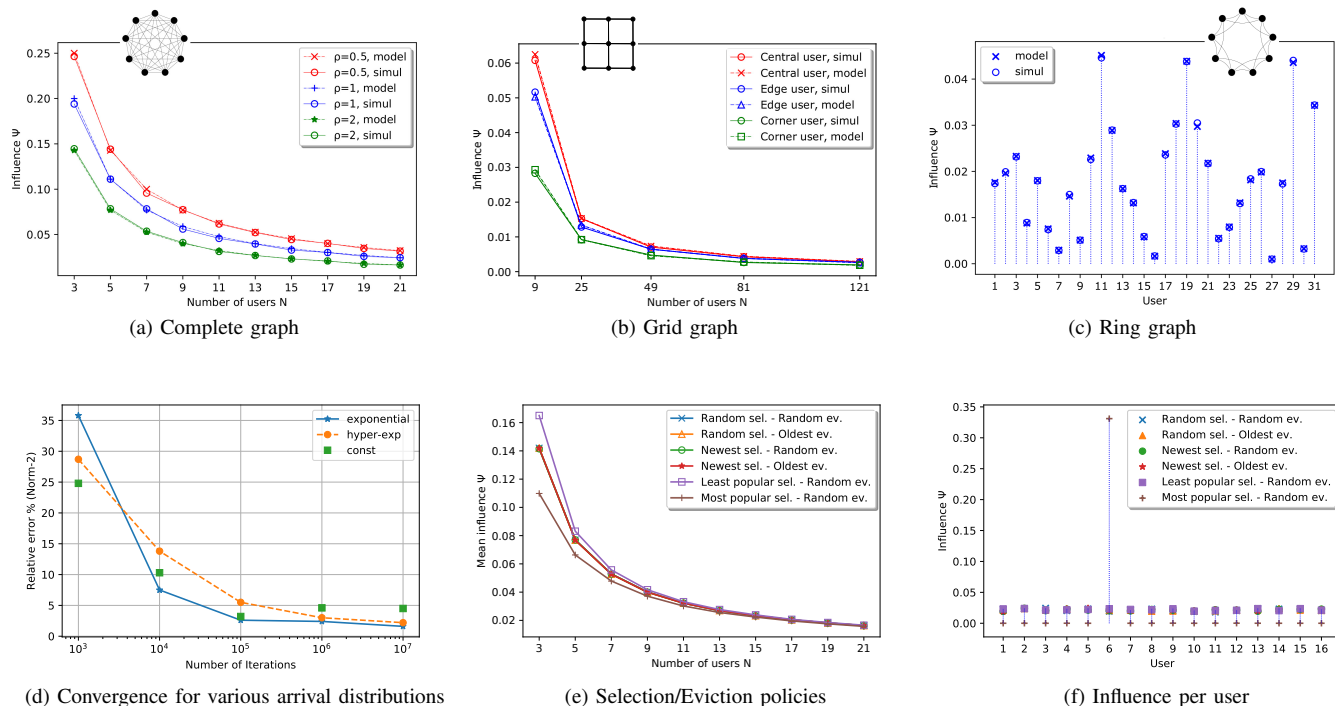 0.25
0.20
0.15
0.10
0.05
Influence Ψ
ρ=0.5, model
ρ=0.5, simul
ρ=1, model
ρ=1, simul
ρ=2, model
ρ=2, simul
3 5 7 9 11 13 15 17 19 21
Number of users N
(a) Complete graph
0.06
0.05
0.04
0.03
0.02
0.01
0.00
Influence Ψ
Central user, simul
Central user, model
Edge user, simul
Edge user, model
Corner user, simul
Corner user, model
9 25 49 81 121
Number of users N
(b) Grid graph
0.04
0.03
0.02
0.01
0.00
Influence Ψ
model
simul
1 3 5 7 9 11 13 15 17 19 21 23 25 27 29 31
User
(c) Ring graph
35
30
25
20
15
10
5
0
Relative error % (Norm-2)
exponential
hyper-exp
const
10³ 10⁴ 10⁵ 10⁶ 10⁷
Number of Iterations
(d) Convergence for various arrival distributions
0.16
0.14
0.12
0.10
0.08
0.06
0.04
0.02
Mean influence Ψ
Random sel. - Random ev.
Random sel. - Oldest ev.
Newest sel. - Random ev.
Newest sel. - Oldest ev.
Least popular sel. - Random ev.
Most popular sel. - Random ev.
3 5 7 9 11 13 15 17 19 21
Number of users N
(e) Selection/Eviction policies
0.35
0.30
0.25
0.20
0.15
0.10
0.05
0.00
Influence Ψ
Random sel. - Random ev.
Random sel. - Oldest ev.
Newest sel. - Random ev.
Newest sel. - Oldest ev.
Least popular sel. - Random ev.
Most popular sel. - Random ev.
1 2 3 4 5 6 7 8 9 10 11 12 13 14 15 16
User
(f) Influence per user